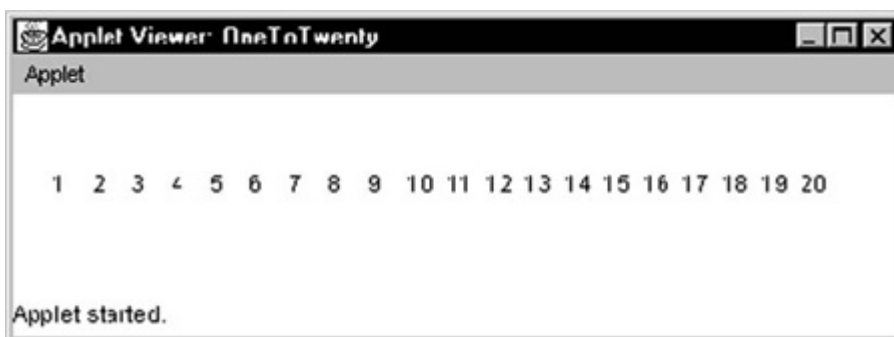 Applet Viewer: OneToTwenty
Applet
1 2 3 4 5 6 7 8 9 10 11 12 13 14 15 16 17 18 19 20
Applet started.